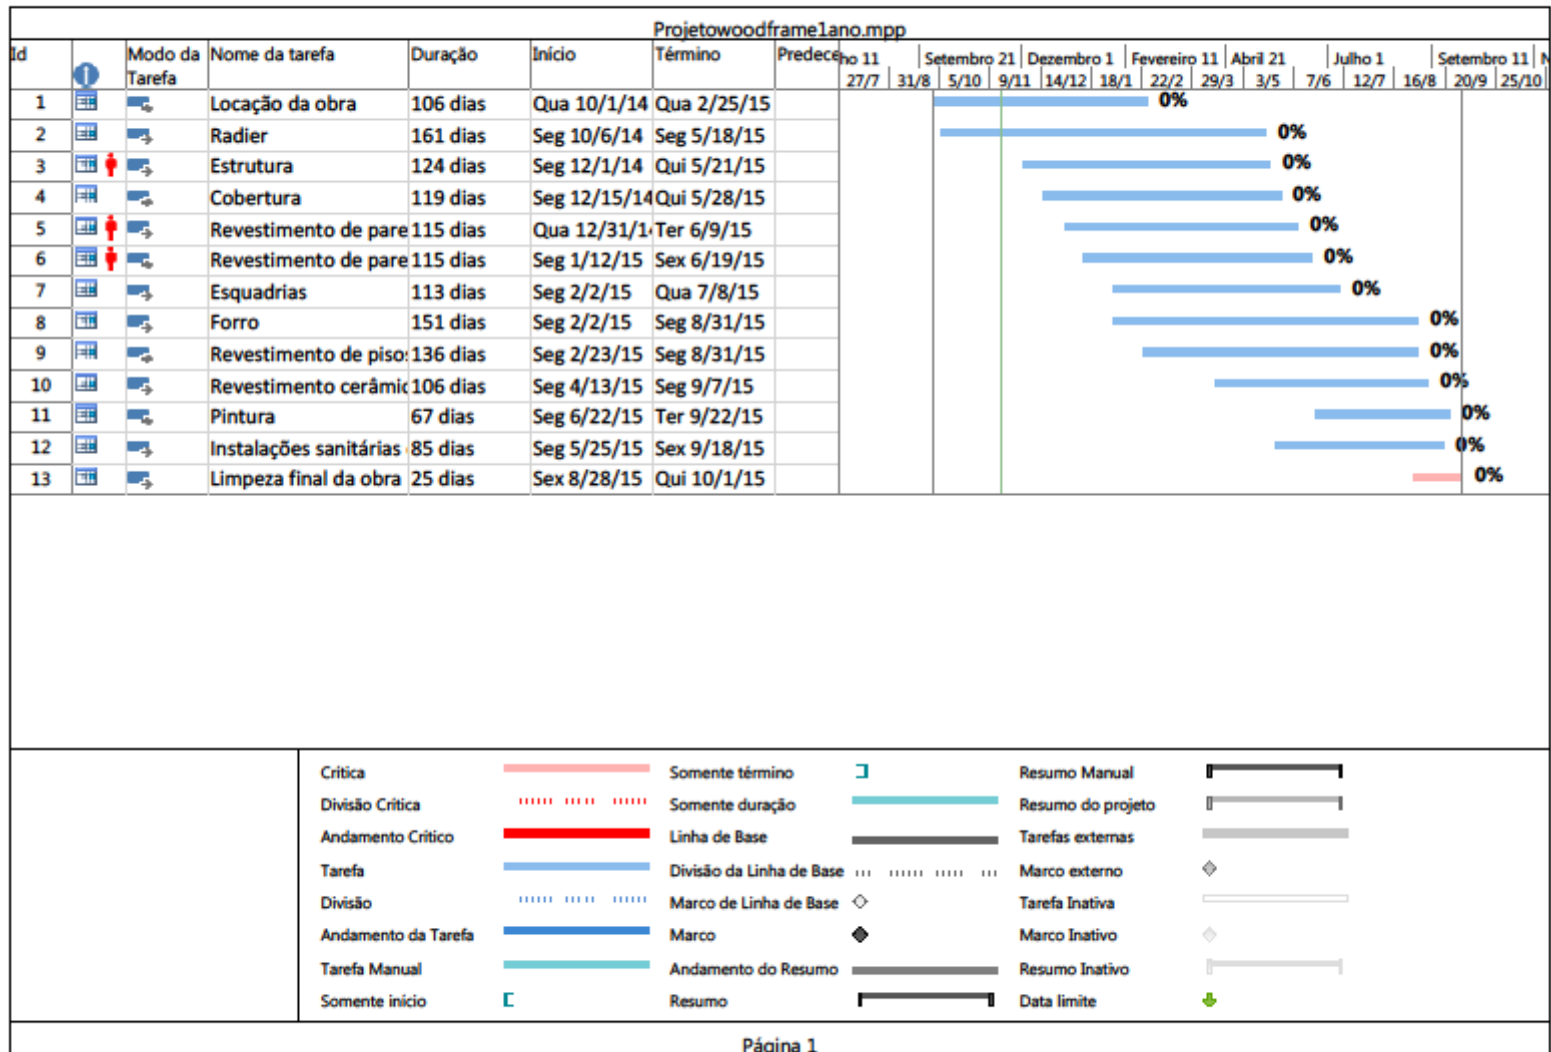 Projetowoodframe1ano.mpp
Id Modo da Tarefa Nome da tarefa Duração Início Término Predece
ho 11 Setembro 21 Dezembro 1 Fevereiro 11 Abril 21 Julho 1 Setembro 11 N
27/7 31/8 5/10 9/11 14/12 18/1 22/2 29/3 3/5 7/6 12/7 16/8 20/9 25/10
1 Locação da obra 106 dias Qua 10/1/14 Qua 2/25/15 0%
2 Radier 161 dias Seg 10/6/14 Seg 5/18/15 0%
3 Estrutura 124 dias Seg 12/1/14 Qui 5/21/15 0%
4 Cobertura 119 dias Seg 12/15/14 Qui 5/28/15 0%
5 Revestimento de pare 115 dias Qua 12/31/14 Ter 6/9/15 0%
6 Revestimento de pare 115 dias Seg 1/12/15 Sex 6/19/15 0%
7 Esquadrias 113 dias Seg 2/2/15 Qua 7/8/15 0%
8 Forro 151 dias Seg 2/2/15 Seg 8/31/15 0%
9 Revestimento de pisos 136 dias Seg 2/23/15 Seg 8/31/15 0%
10 Revestimento cerâmic 106 dias Seg 4/13/15 Seg 9/7/15 0%
11 Pintura 67 dias Seg 6/22/15 Ter 9/22/15 0%
12 Instalações sanitárias 85 dias Seg 5/25/15 Sex 9/18/15 0%
13 Limpeza final da obra 25 dias Sex 8/28/15 Qui 10/1/15 0%
Crítica Somente término Resumo Manual
Divisão Crítica Somente duração Resumo do projeto
Andamento Crítico Linha de Base Tarefas externas
Tarefa Divisão da Linha de Base Marco externo
Divisão Marco de Linha de Base Tarefa Inativa
Andamento da Tarefa Marco Marco Inativo
Tarefa Manual Andamento do Resumo Resumo Inativo
Somente início Resumo Data limite
Página 1